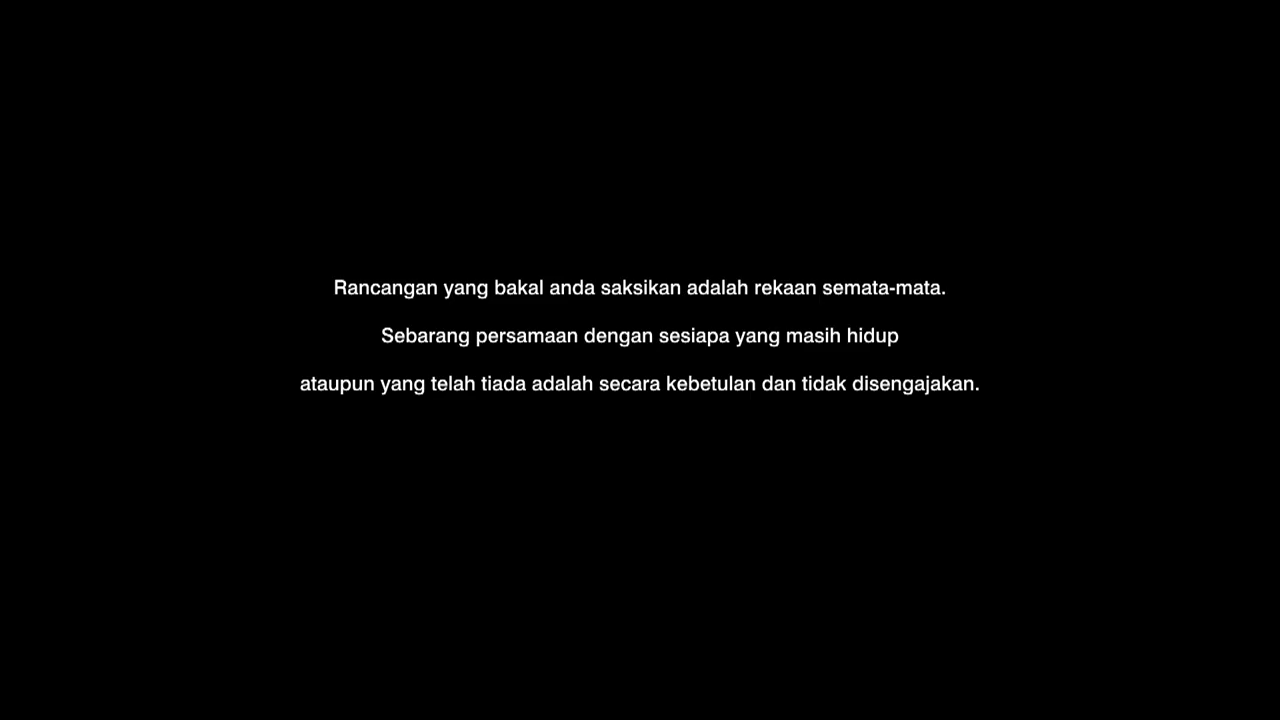 Rancangan yang bakal anda saksikan adalah rekaan semata-mata.
Sebarang persamaan dengan sesiapa yang masih hidup
ataupun yang telah tiada adalah secara kebetulan dan tidak disengajakan.